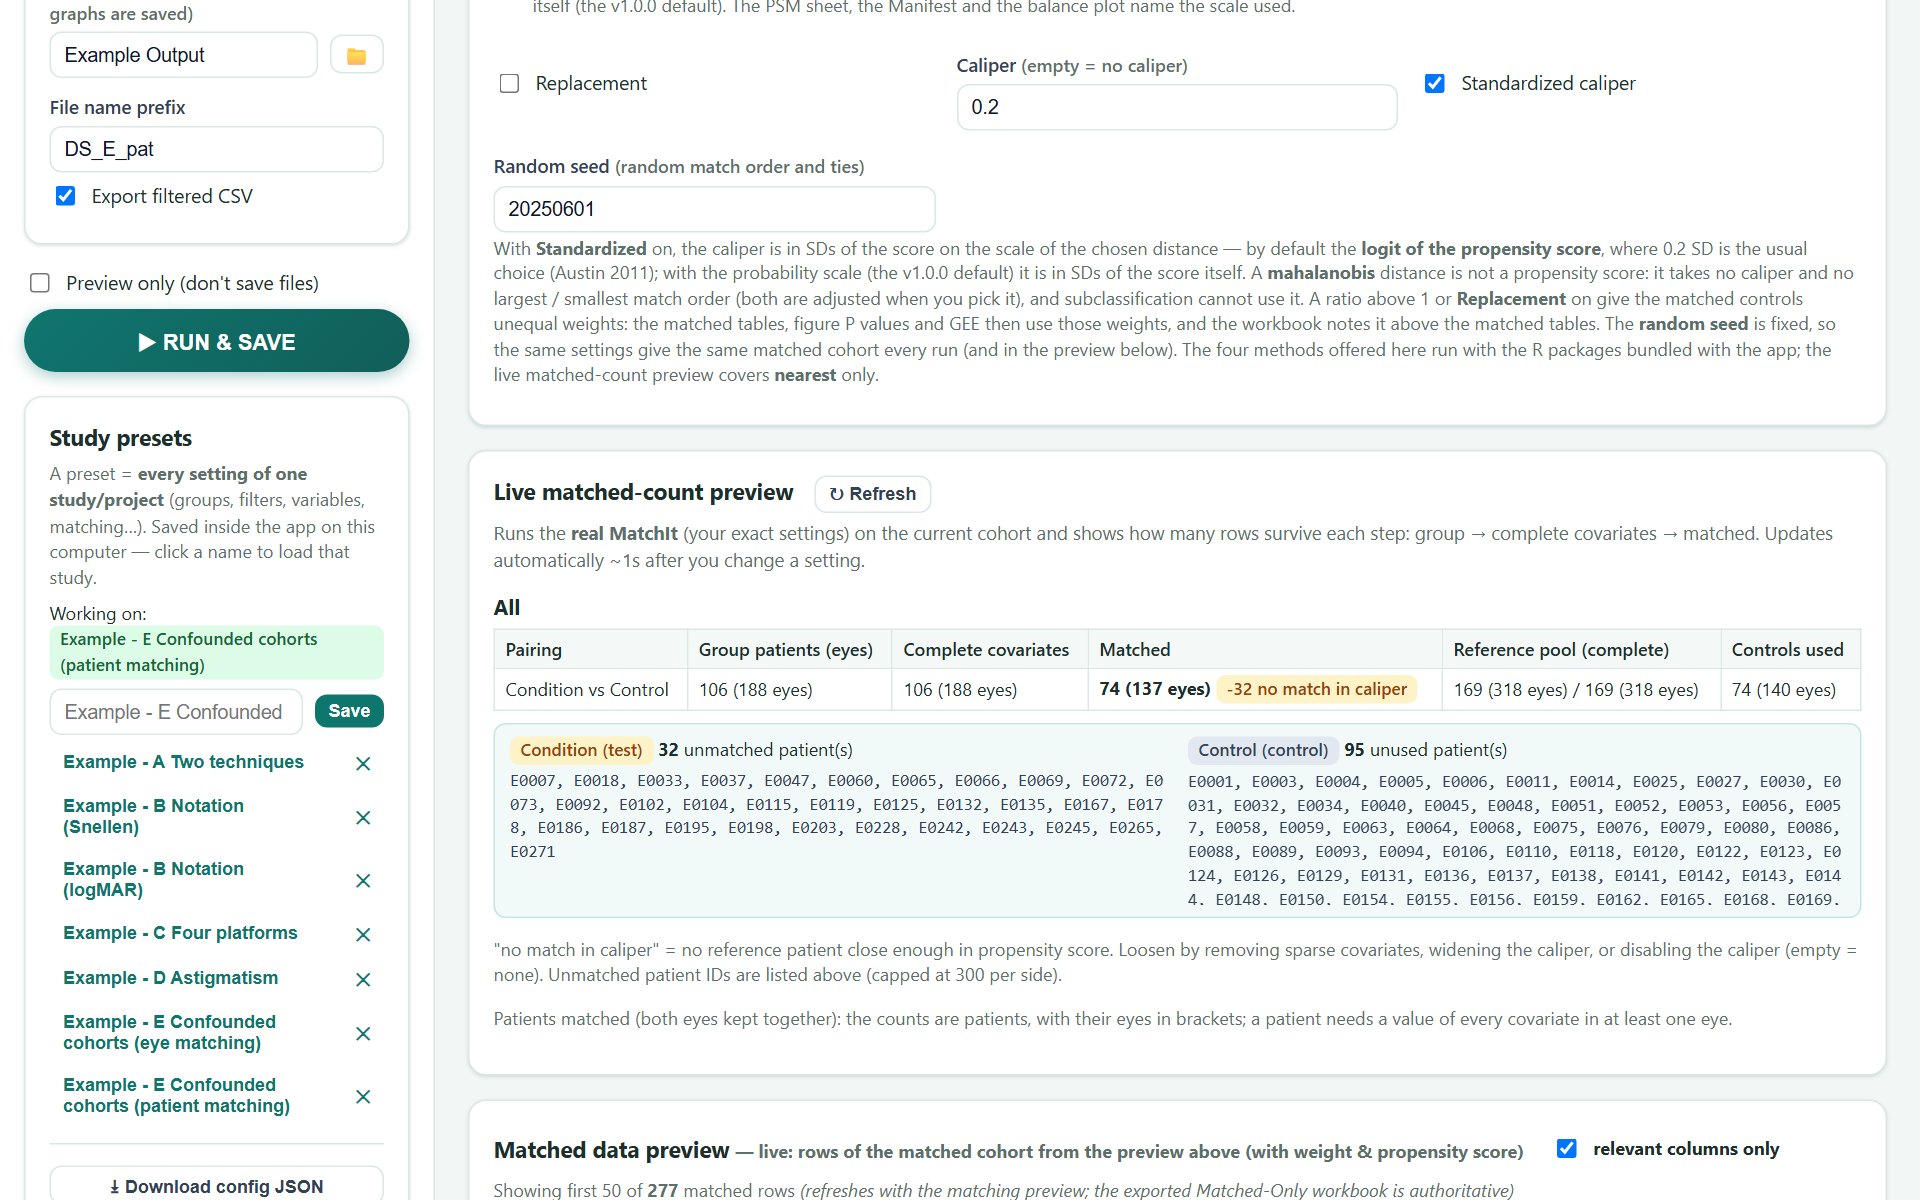 graphs are saved)
Example Output
File name prefix
DS_E_pat
Export filtered CSV
Preview only (don't save files)
▶ RUN & SAVE
Study presets
A preset = every setting of one
study/project (groups, filters, variables,
matching...). Saved inside the app on this
computer — click a name to load that
study.
Working on:
Example - E Confounded cohorts
(patient matching)
Example - E Confounded
Save
Example - A Two techniques
Example - B Notation
(Snellen)
Example - B Notation
(logMAR)
Example - C Four platforms
Example - D Astigmatism
Example - E Confounded
cohorts (eye matching)
Example - E Confounded
cohorts (patient matching)
⤓ Download config JSON
itself (the v1.0.0 default). The PSM sheet, the Manifest and the balance plot name the scale used.
Replacement
Caliper (empty = no caliper)
0.2
Standardized caliper
Random seed (random match order and ties)
20250601
With Standardized on, the caliper is in SDs of the score on the scale of the chosen distance — by default the logit of the propensity score, where 0.2 SD is the usual
choice (Austin 2011); with the probability scale (the v1.0.0 default) it is in SDs of the score itself. A mahalanobis distance is not a propensity score: it takes no caliper and no
largest / smallest match order (both are adjusted when you pick it), and subclassification cannot use it. A ratio above 1 or Replacement on give the matched controls
unequal weights: the matched tables, figure P values and GEE then use those weights, and the workbook notes it above the matched tables. The random seed is fixed, so
the same settings give the same matched cohort every run (and in the preview below). The four methods offered here run with the R packages bundled with the app; the
live matched-count preview covers nearest only.
Live matched-count preview
↻ Refresh
Runs the real MatchIt (your exact settings) on the current cohort and shows how many rows survive each step: group → complete covariates → matched. Updates
automatically ~1s after you change a setting.
All
Pairing Group patients (eyes) Complete covariates Matched Reference pool (complete) Controls used
Condition vs Control 106 (188 eyes) 106 (188 eyes) 74 (137 eyes) -32 no match in caliper 169 (318 eyes) / 169 (318 eyes) 74 (140 eyes)
Condition (test) 32 unmatched patient(s)
E0007, E0018, E0033, E0037, E0047, E0060, E0065, E0066, E0069, E0072, E0
073, E0092, E0102, E0104, E0115, E0119, E0125, E0132, E0135, E0167, E017
8, E0186, E0187, E0195, E0198, E0203, E0228, E0242, E0243, E0245, E0265,
E0271
Control (control) 95 unused patient(s)
E0001, E0003, E0004, E0005, E0006, E0011, E0014, E0025, E0027, E0030, E0
031, E0032, E0034, E0040, E0045, E0048, E0051, E0052, E0053, E0056, E005
7, E0058, E0059, E0063, E0064, E0068, E0075, E0076, E0079, E0080, E0086,
E0088, E0089, E0093, E0094, E0106, E0110, E0118, E0120, E0122, E0123, E0
124, E0126, E0129, E0131, E0136, E0137, E0138, E0141, E0142, E0143, E014
4, E0148, E0150, E0154, E0155, E0156, E0159, E0162, E0165, E0168, E0169,
"no match in caliper" = no reference patient close enough in propensity score. Loosen by removing sparse covariates, widening the caliper, or disabling the caliper (empty =
none). Unmatched patient IDs are listed above (capped at 300 per side).
Patients matched (both eyes kept together): the counts are patients, with their eyes in brackets; a patient needs a value of every covariate in at least one eye.
Matched data preview — live: rows of the matched cohort from the preview above (with weight & propensity score)
relevant columns only
Showing first 50 of 277 matched rows (refreshes with the matching preview; the exported Matched-Only workbook is authoritative)